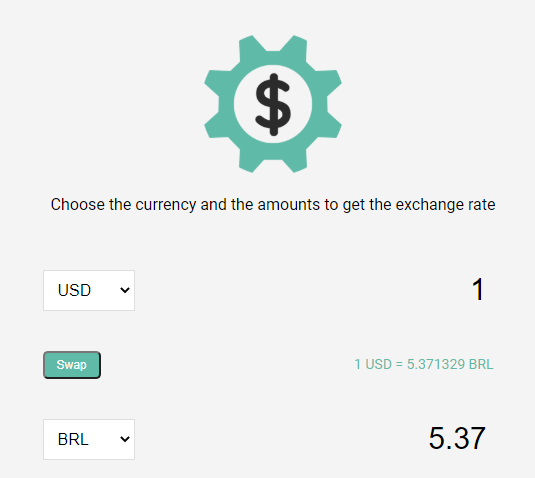 $
Choose the currency and the amounts to get the exchange rate
USD 1
Swap 1 USD = 5.371329 BRL
BRL 5.37